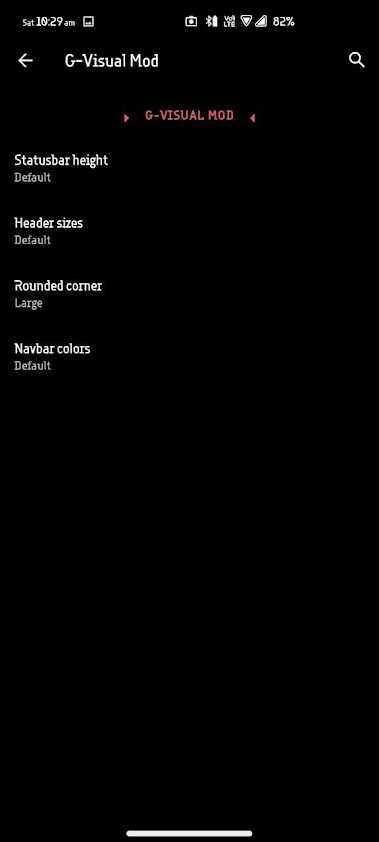 Sat 10:29 am Vo) LTE 82%
G-Visual Mod
G-VISUAL MOD
Statusbar height
Default
Header sizes
Default
Rounded corner
Large
Navbar colors
Default